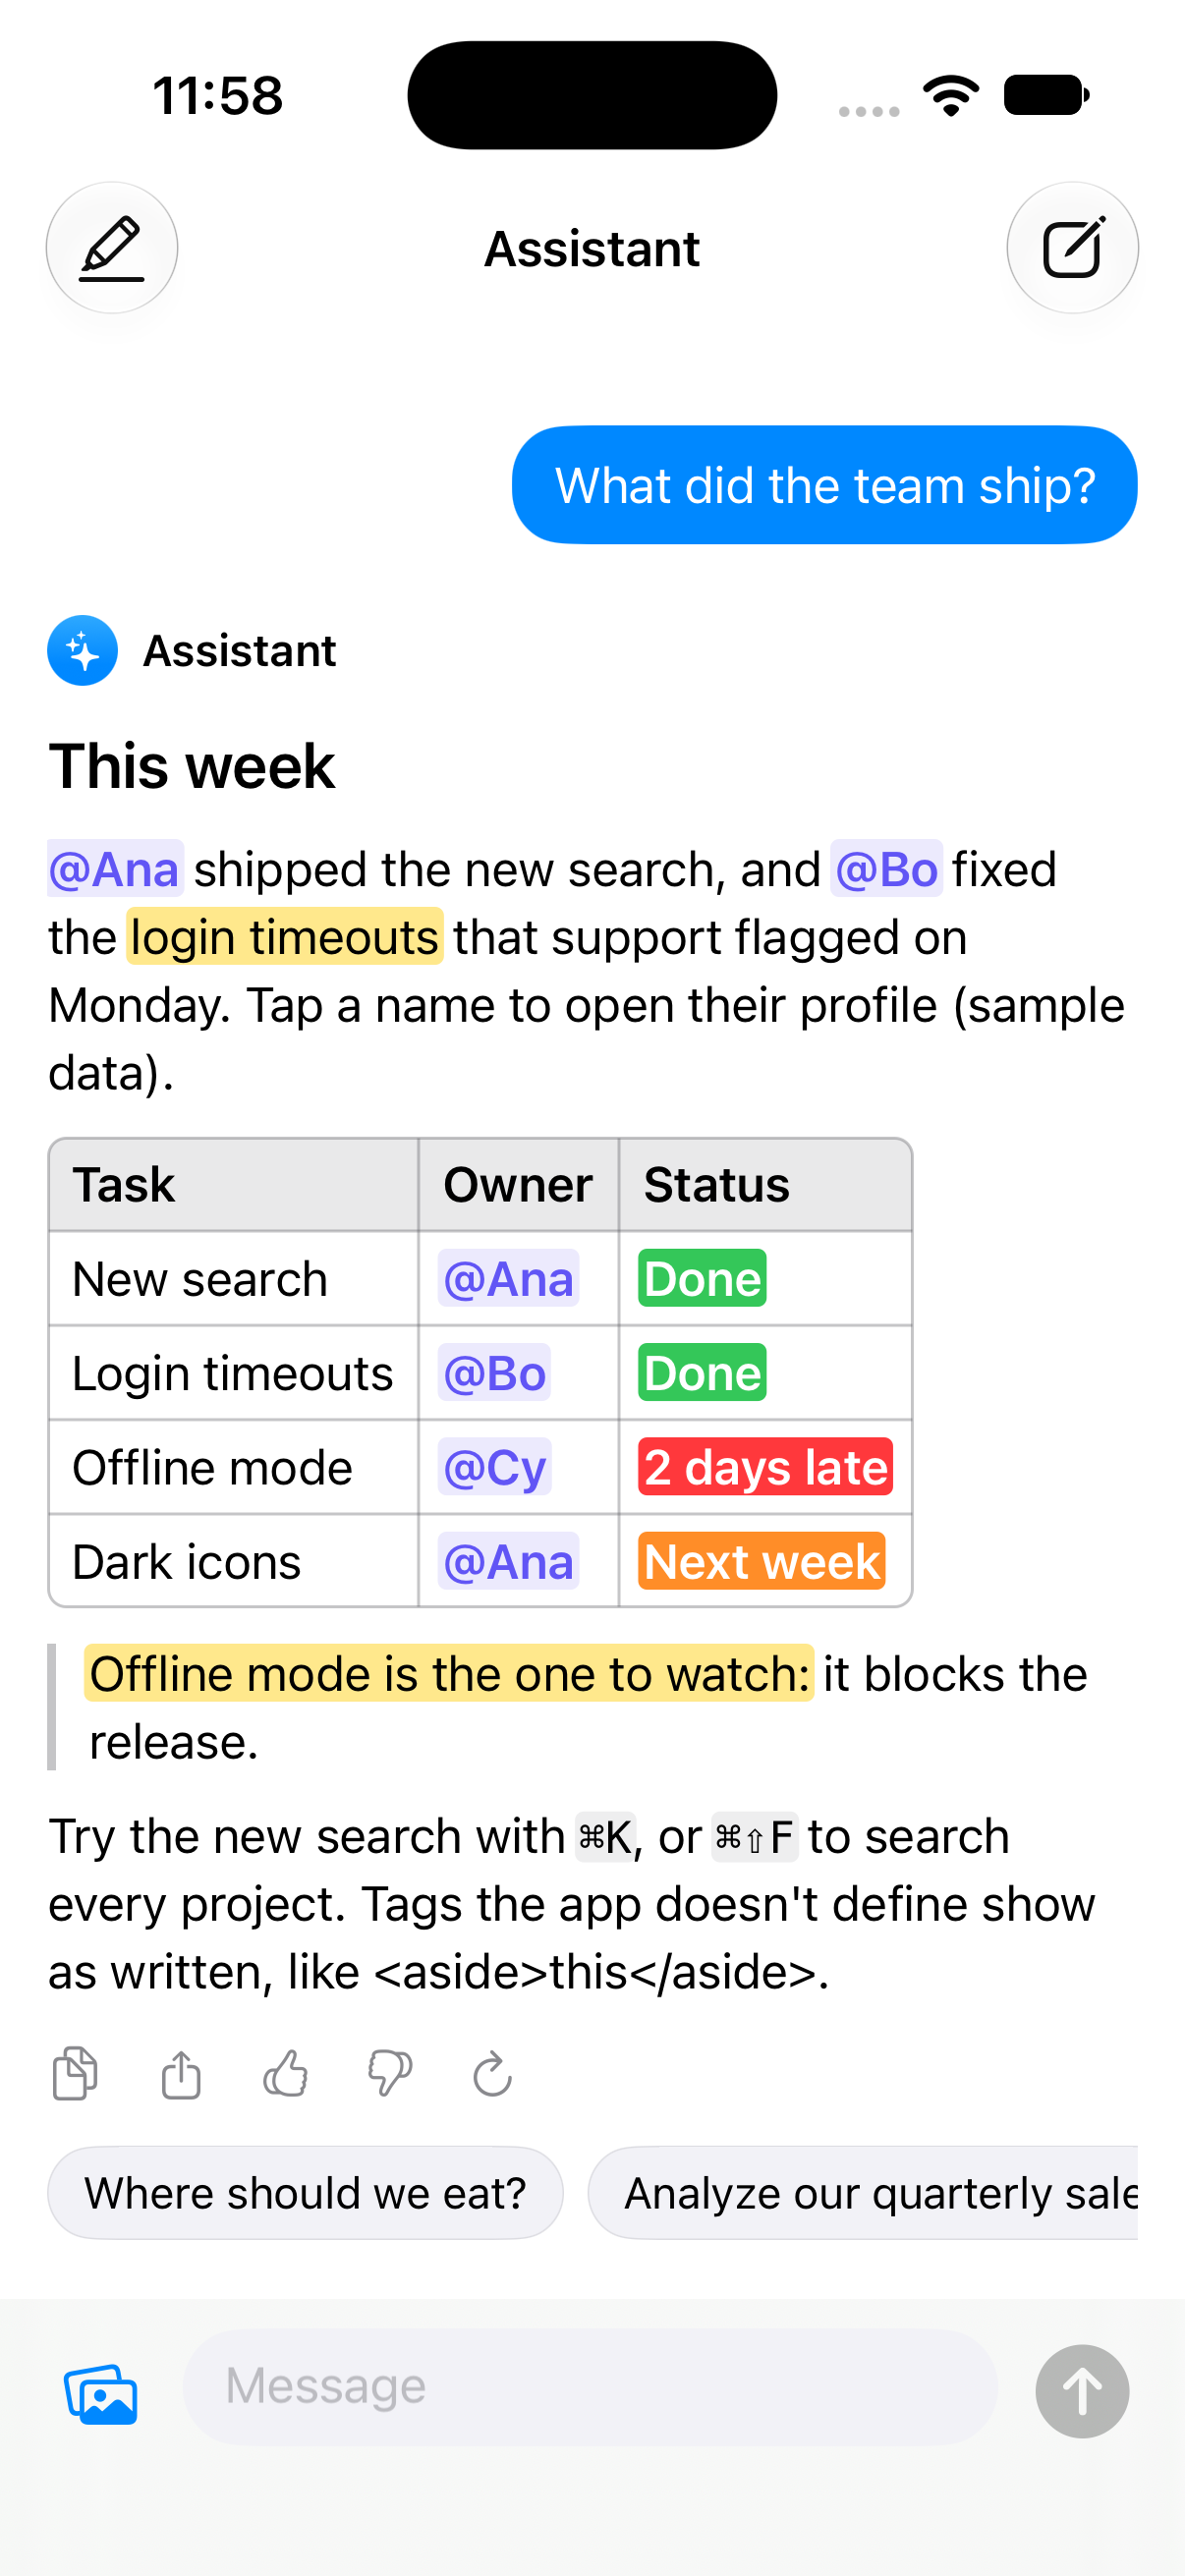 11:58
Assistant
What did the team ship?
Assistant
This week
@Ana shipped the new search, and @Bo fixed
the login timeouts that support flagged on
Monday. Tap a name to open their profile (sample
data).
Task Owner Status
New search @Ana Done
Login timeouts @Bo Done
Offline mode @Cy 2 days late
Dark icons @Ana Next week
Offline mode is the one to watch: it blocks the
release.
Try the new search with ⌘K, or ⌘⇧F to search
every project. Tags the app doesn't define show
as written, like <aside>this</aside>.
Where should we eat? Analyze our quarterly sale
Message